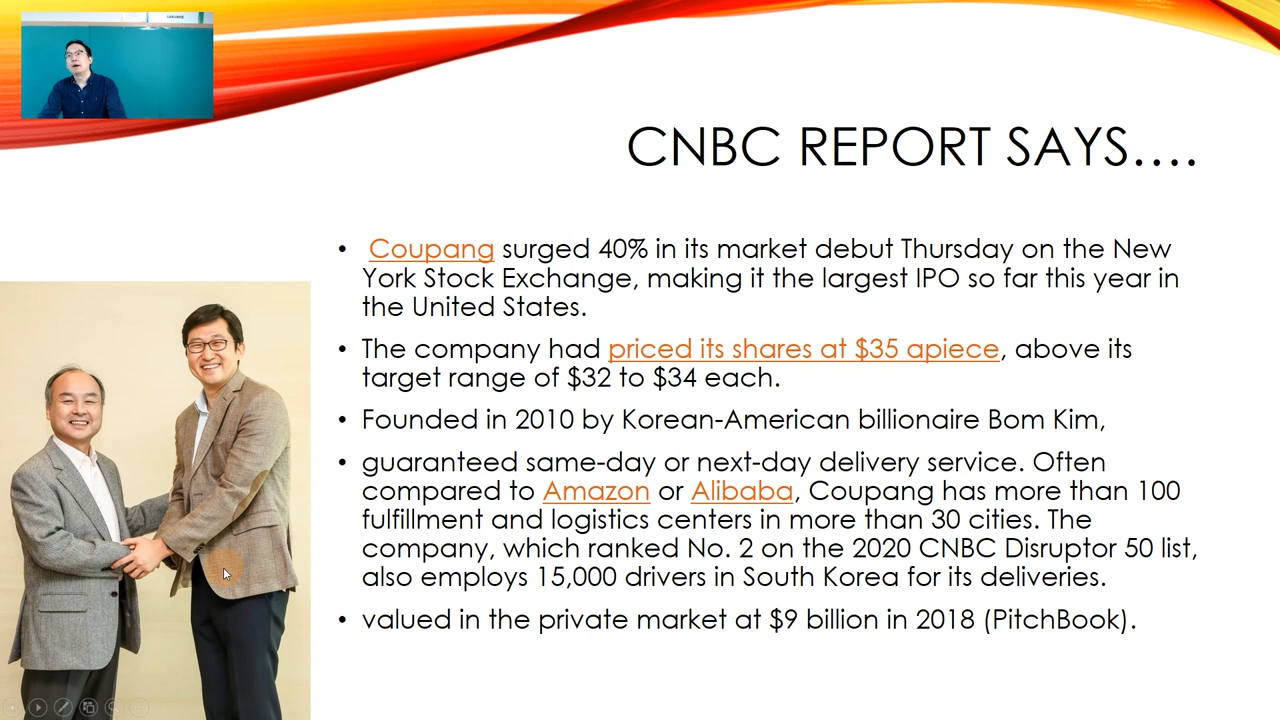 CNBC REPORT SAYS....
• Coupang surged 40% in its market debut Thursday on the New
York Stock Exchange, making it the largest IPO so far this year in
the United States.
• The company had priced its shares at $35 apiece, above its
target range of $32 to $34 each.
• Founded in 2010 by Korean-American billionaire Bom Kim,
• guaranteed same-day or next-day delivery service. Often
compared to Amazon or Alibaba, Coupang has more than 100
fulfillment and logistics centers in more than 30 cities. The
company, which ranked No. 2 on the 2020 CNBC Disruptor 50 list,
also employs 15,000 drivers in South Korea for its deliveries.
• valued in the private market at $9 billion in 2018 (PitchBook).